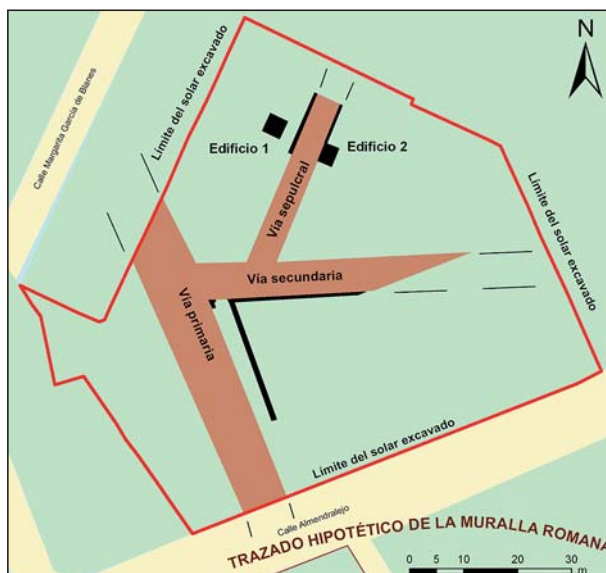 N
Calle Margarita García de Blanes
Límite del solar excavado
Edificio 1
Edificio 2
Vía sepulcral
Límite del solar excavado
Vía secundaria
Vía primaria
Límite del solar excavado
Calle Almendralejo
TRAZADO HIPOTÉTICO DE LA MURALLA ROMANA
0 5 10 20 30
m